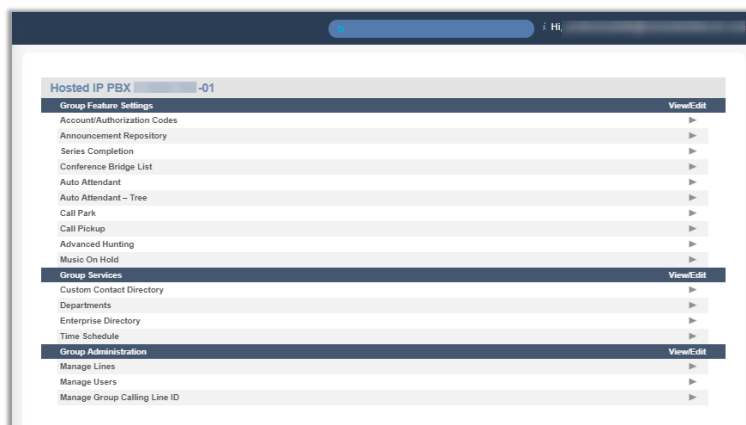 i Hi,
Hosted IP PBX -01
Group Feature Settings View/Edit
Account/Authorization Codes
Announcement Repository
Series Completion
Conference Bridge List
Auto Attendant
Auto Attendant – Tree
Call Park
Call Pickup
Advanced Hunting
Music On Hold
Group Services View/Edit
Custom Contact Directory
Departments
Enterprise Directory
Time Schedule
Group Administration View/Edit
Manage Lines
Manage Users
Manage Group Calling Line ID